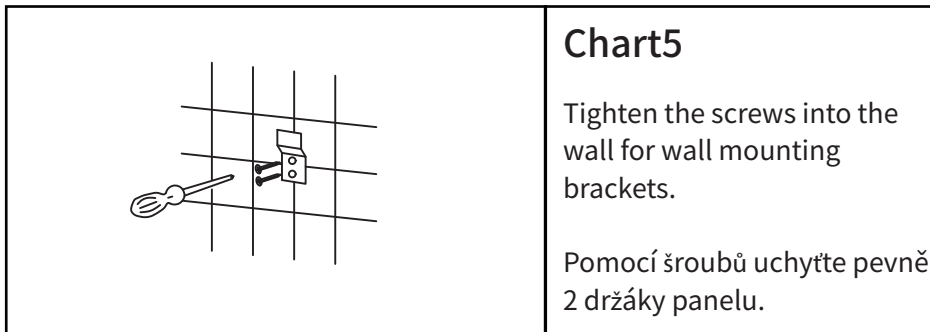 Chart5
Tighten the screws into the
wall for wall mounting
brackets.
Pomocí šroubů uchyťte pevně
2 držáky panelu.